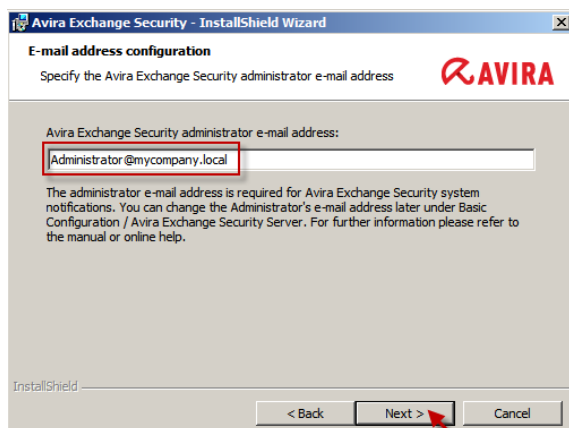 Avira Exchange Security - InstallShield Wizard
E-mail address configuration
Specify the Avira Exchange Security administrator e-mail address
AVIRA
Avira Exchange Security administrator e-mail address:
Administrator@mycompany.local
The administrator e-mail address is required for Avira Exchange Security system
notifications. You can change the Administrator's e-mail address later under Basic
Configuration / Avira Exchange Security Server. For further information please refer to
the manual or online help.
InstallShield
< Back Next > Cancel